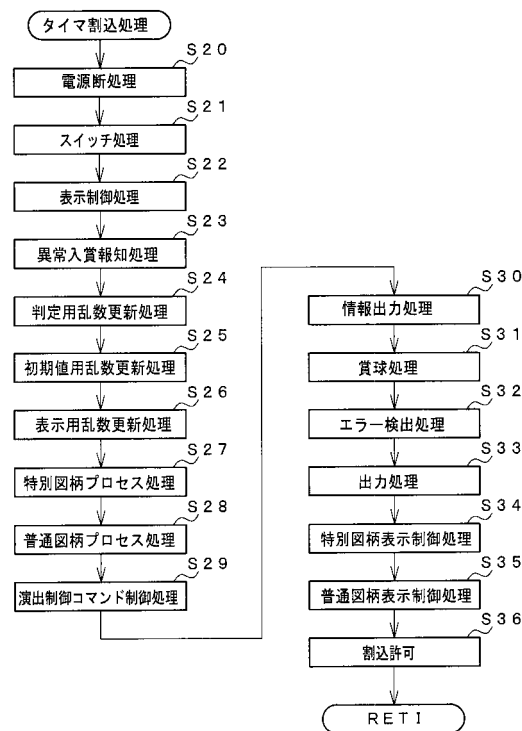 タイマ割込処理
S20
電源断処理
S21
スイッチ処理
S22
表示制御処理
S23
異常入賞報知処理
S24
判定用乱数更新処理
S25
初期値用乱数更新処理
S26
表示用乱数更新処理
S27
特別図柄プロセス処理
S28
普通図柄プロセス処理
S29
演出制御コマンド制御処理
S30
情報出力処理
S31
賞球処理
S32
エラー検出処理
S33
出力処理
S34
特別図柄表示制御処理
S35
普通図柄表示制御処理
S36
割込許可
RETI